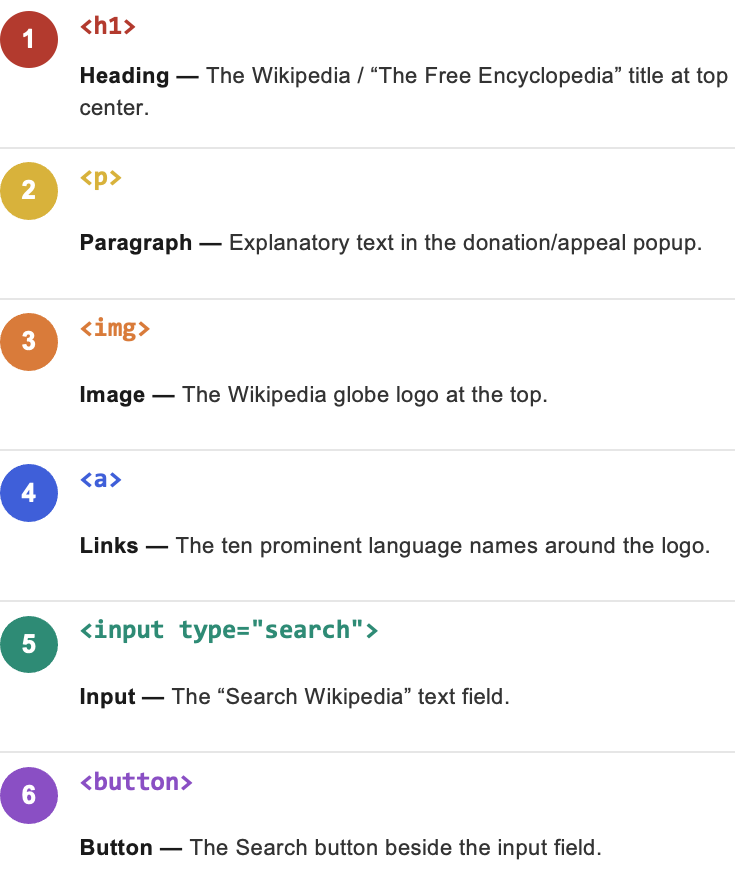 1
<h1>
Heading — The Wikipedia / “The Free Encyclopedia” title at top
center.
2
<p>
Paragraph — Explanatory text in the donation/appeal popup.
3
<img>
Image — The Wikipedia globe logo at the top.
4
<a>
Links — The ten prominent language names around the logo.
5
<input type="search">
Input — The “Search Wikipedia” text field.
6
<button>
Button — The Search button beside the input field.